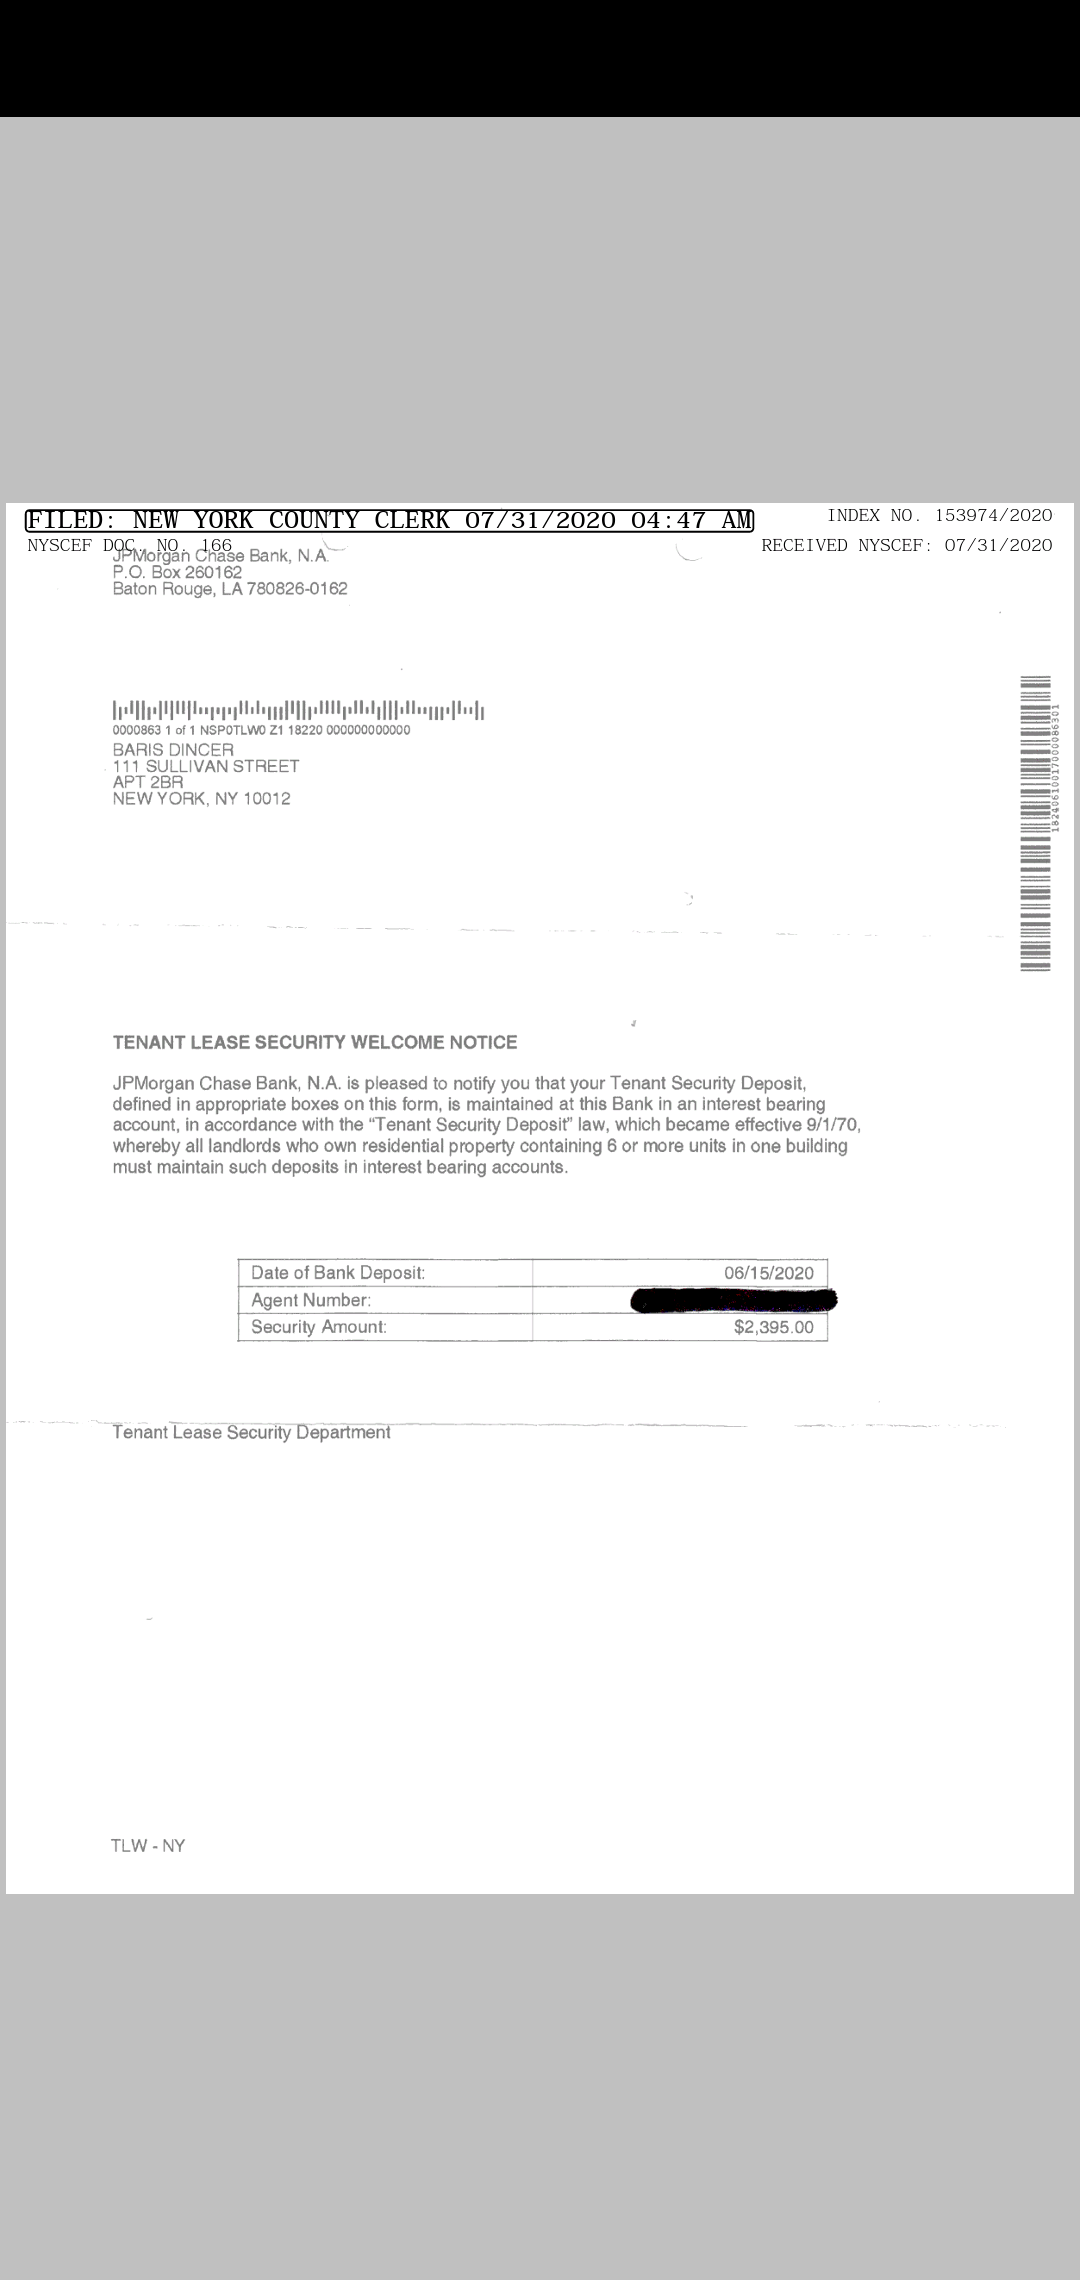 FILED: NEW YORK COUNTY CLERK 07/31/2020 04:47 AM
INDEX NO. 153974/2020
NYSCEF DOC. NO. 166
RECEIVED NYSCEF: 07/31/2020
JPMorgan Chase Bank, N.A.
P.O. Box 260162
Baton Rouge, LA 780826-0162
0000863 1 of 1 NSP0TLW0 Z1 18220 000000000000
BARIS DINCER
111 SULLIVAN STREET
APT 2BR
NEW YORK, NY 10012
18240610017000086301
TENANT LEASE SECURITY WELCOME NOTICE
JPMorgan Chase Bank, N.A. is pleased to notify you that your Tenant Security Deposit,
defined in appropriate boxes on this form, is maintained at this Bank in an interest bearing
account, in accordance with the “Tenant Security Deposit” law, which became effective 9/1/70,
whereby all landlords who own residential property containing 6 or more units in one building
must maintain such deposits in interest bearing accounts.
Date of Bank Deposit: 06/15/2020
Agent Number:
Security Amount: $2,395.00
Tenant Lease Security Department
TLW - NY